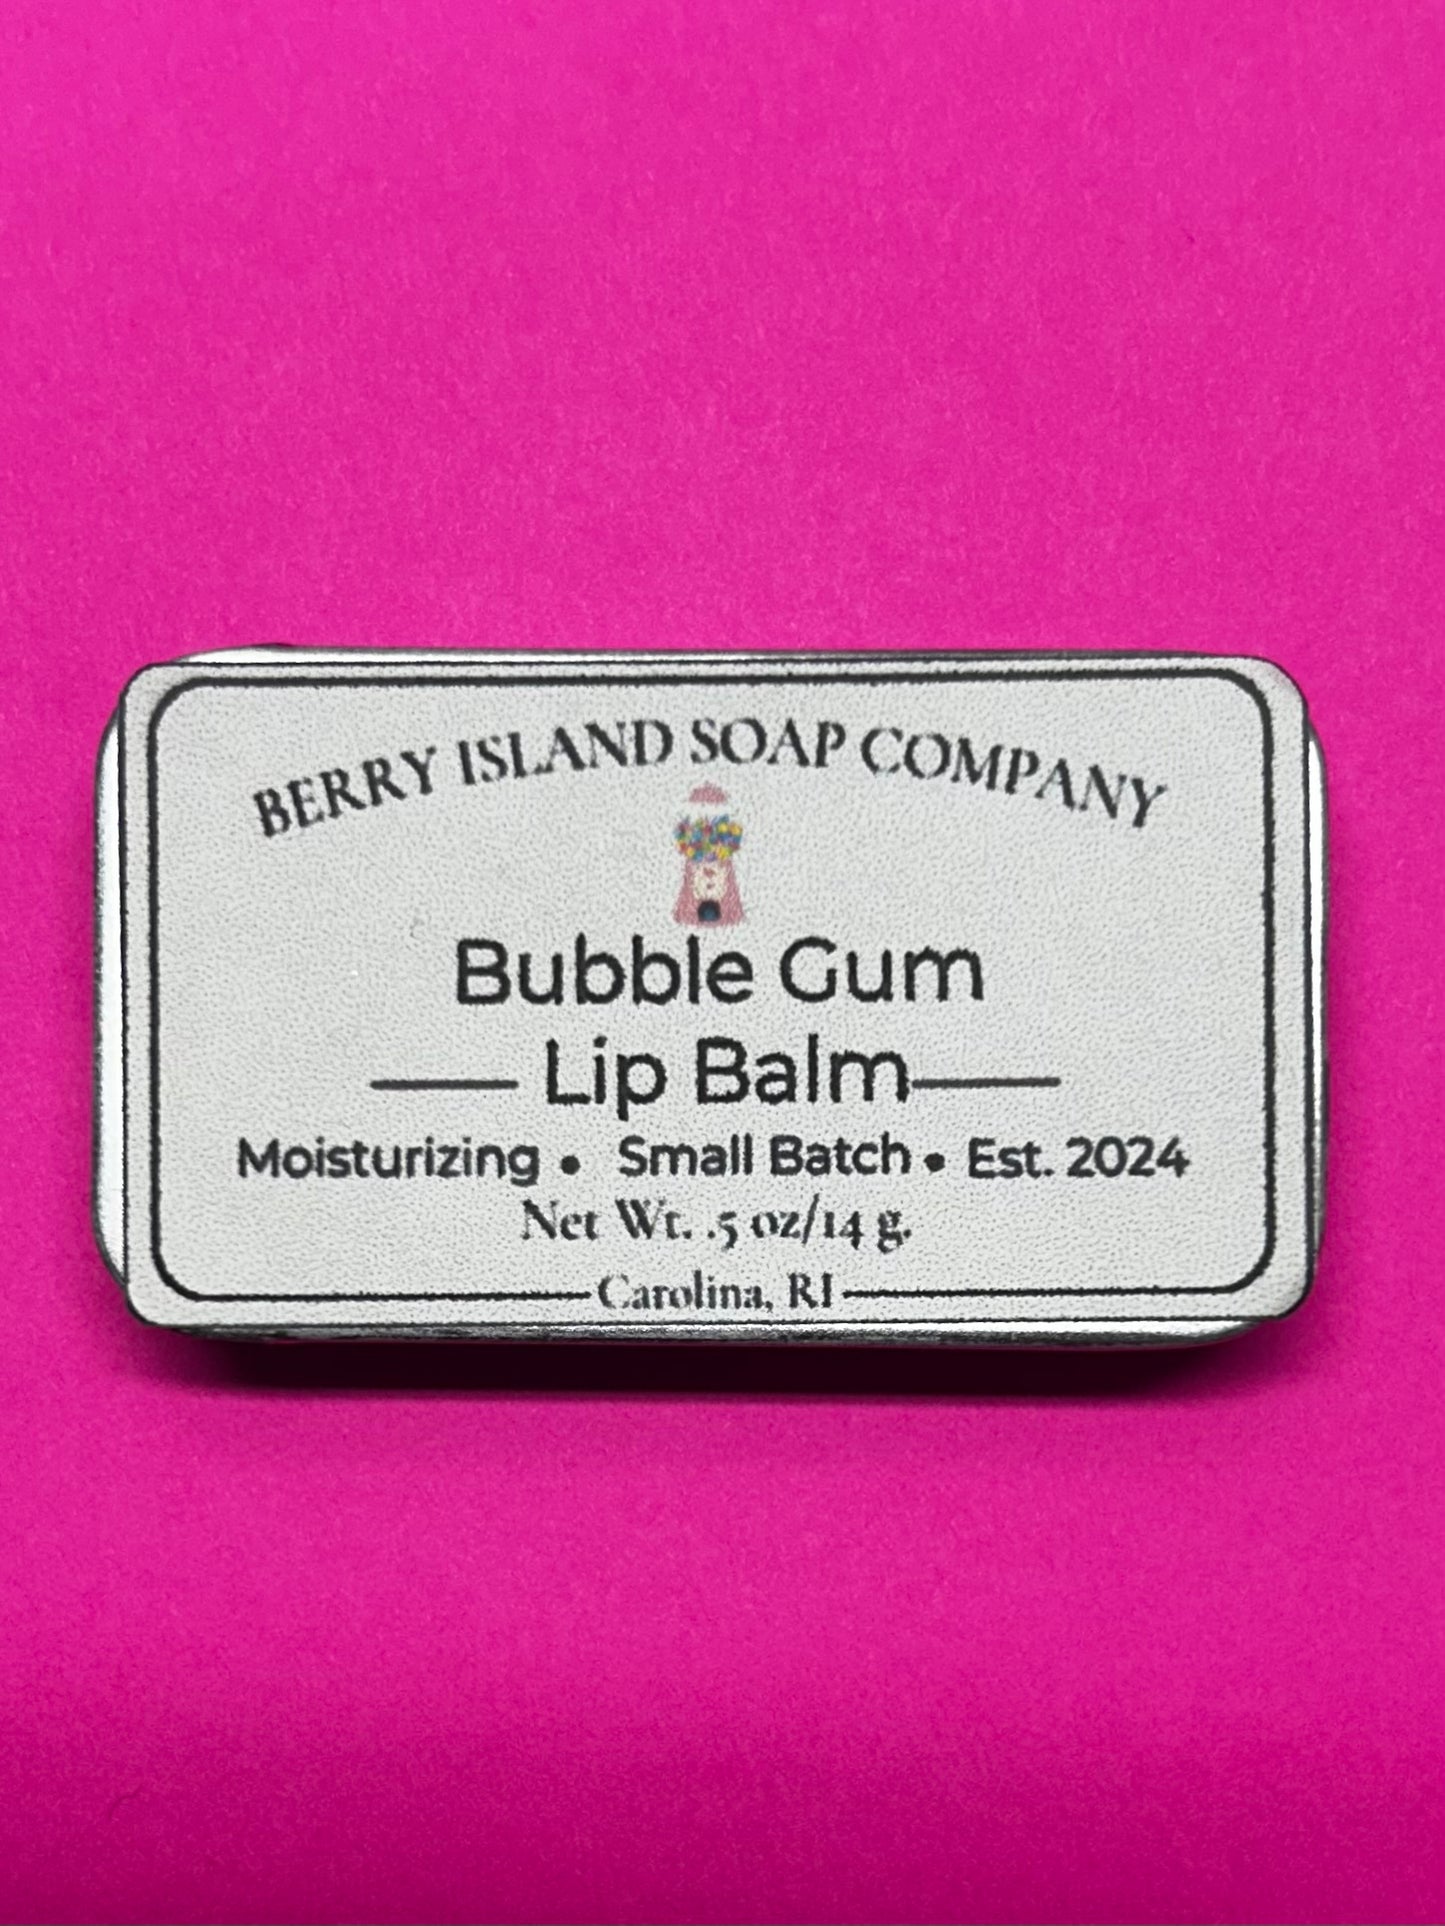 BERRY ISLAND SOAP COMPANY
Bubble Gum
Lip Balm
Moisturizing • Small Batch • Est. 2024
Net Wt. .5 oz/14 g.
Carolina, RI